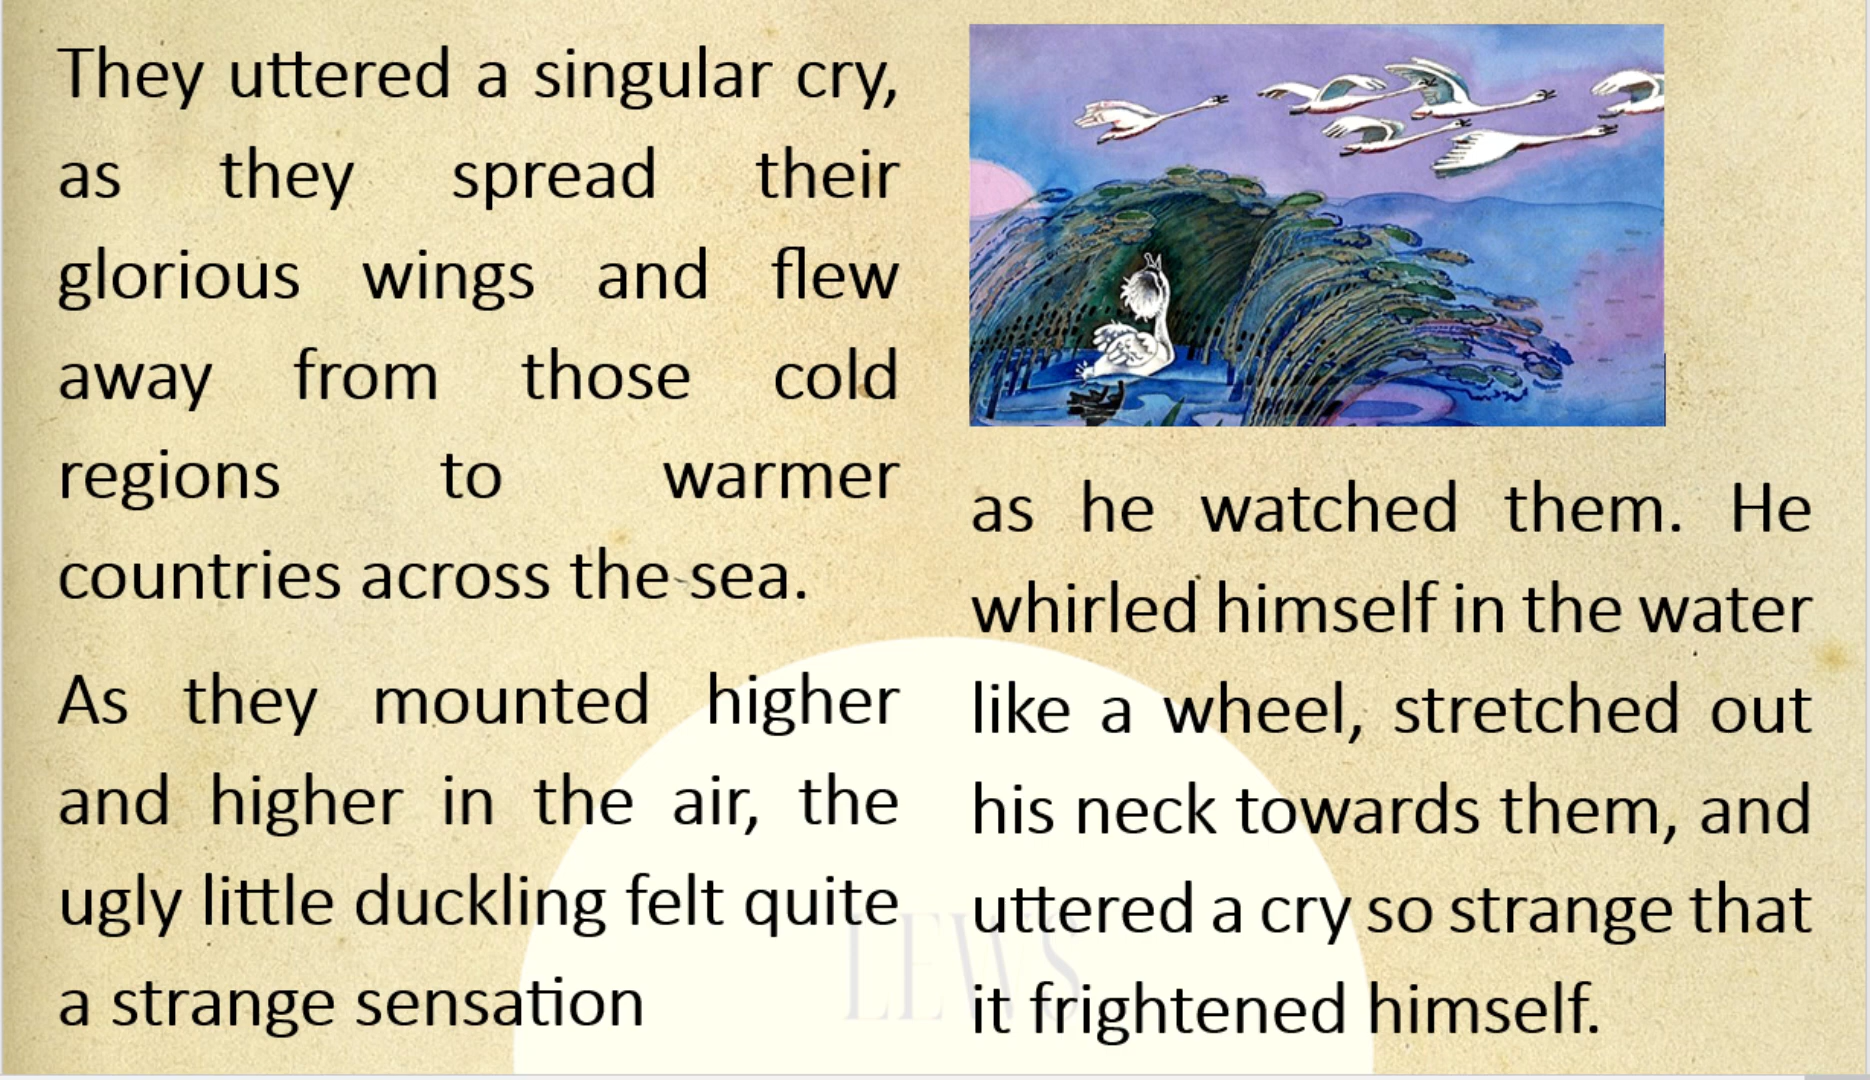 They uttered a singular cry,
as they spread their
glorious wings and flew
away from those cold
regions to warmer
countries across the sea.
As they mounted higher
and higher in the air, the
ugly little duckling felt quite
a strange sensation
as he watched them. He
whirled himself in the water
like a wheel, stretched out
his neck towards them, and
uttered a cry so strange that
it frightened himself.
LEWS